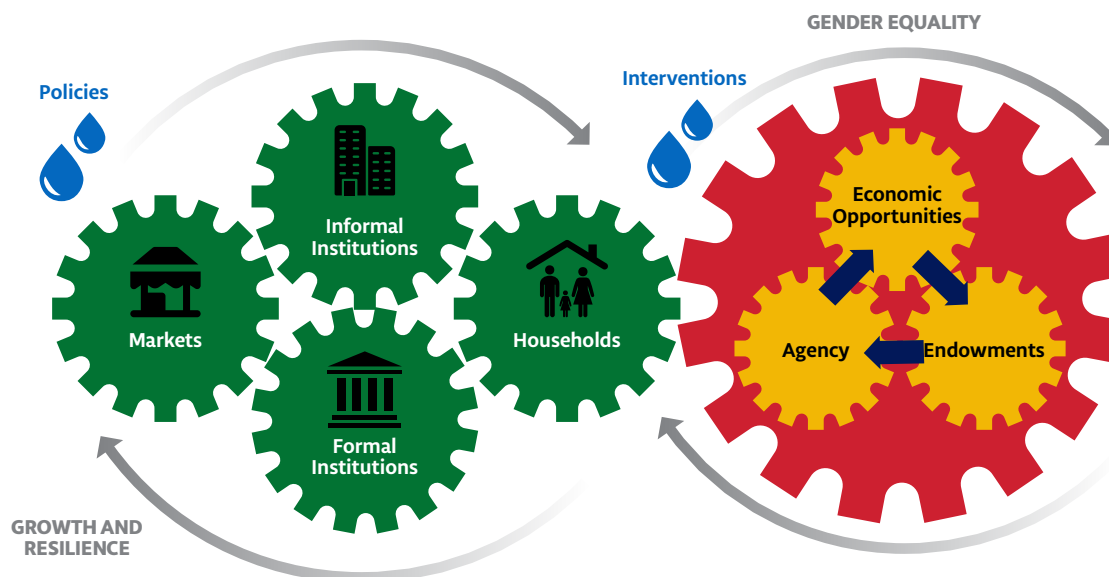 GENDER EQUALITY
Policies
Interventions
Informal
Institutions
Economic
Opportunities
Markets
Households
Agency
Endowments
Formal
Institutions
GROWTH AND
RESILIENCE